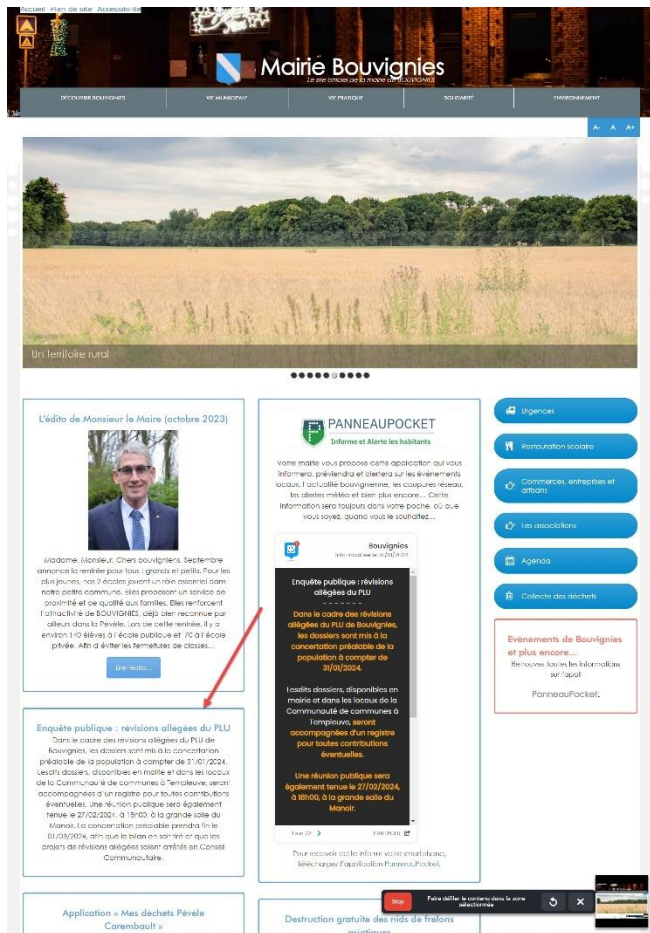 Accueil Plan de site Accessibilité
Mairie Bouvignies
Le site officiel de la mairie de BOUVIGNIES
DÉCOUVRIR BOUVIGNIES
VIE MUNICIPALE
VIE PRATIQUE
SOLIDARITÉ
ENVIRONNEMENT
A- A A+
Un territoire rural
L'édito de Monsieur le Maire (octobre 2023)
Madame, Monsieur, Chers bouvigniens, Septembre
annonce la rentrée pour tous : grands et petits. Pour les
plus jeunes, nos 2 écoles jouent un rôle essentiel dans
notre petite commune. Elles proposent un service de
proximité et de qualité aux familles. Elles renforcent
l'attractivité de BOUVIGNIES, déjà bien reconnue par
ailleurs dans la Pévèle. Lors de cette rentrée, il y a
environ 140 élèves à l'école publique et 70 à l'école
privée. Afin d'éviter les fermetures de classes...
Lire l'édito...
Enquête publique : révisions allégées du PLU
Dans le cadre des révisions allégées du PLU de
Bouvignies, les dossiers sont mis à la concertation
préalable de la population à compter de 31/01/2024.
Lesdits dossiers, disponibles en mairie et dans les locaux
de la Communauté de communes à Templeuve, seront
accompagnées d'un registre pour toutes contributions
éventuelles. Une réunion publique sera également
tenue le 27/02/2024, à 18h00, à la grande salle du
Manoir. La concertation préalable prendra fin le
01/03/2024, afin que le bilan en soit tiré et que les
projets de révisions allégées soient arrêtés en Conseil
Communautaire.
Application « Mes déchets Pévèle
Carembault »
PANNEAUPOCKET
Informe et Alerte les habitants
Votre mairie vous propose cette application qui vous
informera, préviendra et alertera sur les événements
locaux, l'actualité bouvignienne, les coupures réseau,
les alertes météo et bien plus encore... Cette
information sera toujours dans votre poche, où que
vous soyez, quand vous le souhaitez...
Bouvignies
Enquête publique : révisions
allégées du PLU
- - - - - - -
Dans le cadre des révisions
allégées du PLU de Bouvignies,
les dossiers sont mis à la
concertation préalable de la
population à compter de
31/01/2024.
Lesdits dossiers, disponibles en
mairie et dans les locaux de la
Communauté de communes à
Templeuve, seront
accompagnées d'un registre
pour toutes contributions
éventuelles.
Une réunion publique sera
également tenue le 27/02/2024,
à 18h00, à la grande salle du
Manoir.
Pour recevoir cette info sur votre smartphone,
téléchargez l'application PanneauPocket.
Destruction gratuite des nids de frelons
asiatiques
Urgences
Restauration scolaire
Commerces, entreprises et
artisans
Les associations
Agenda
Collecte des déchets
Evènements de Bouvignies
et plus encore...
Retrouvez toutes les informations
sur l'appli
PanneauPocket.
Stop
Faire défiler le contenu dans la zone
sélectionnée